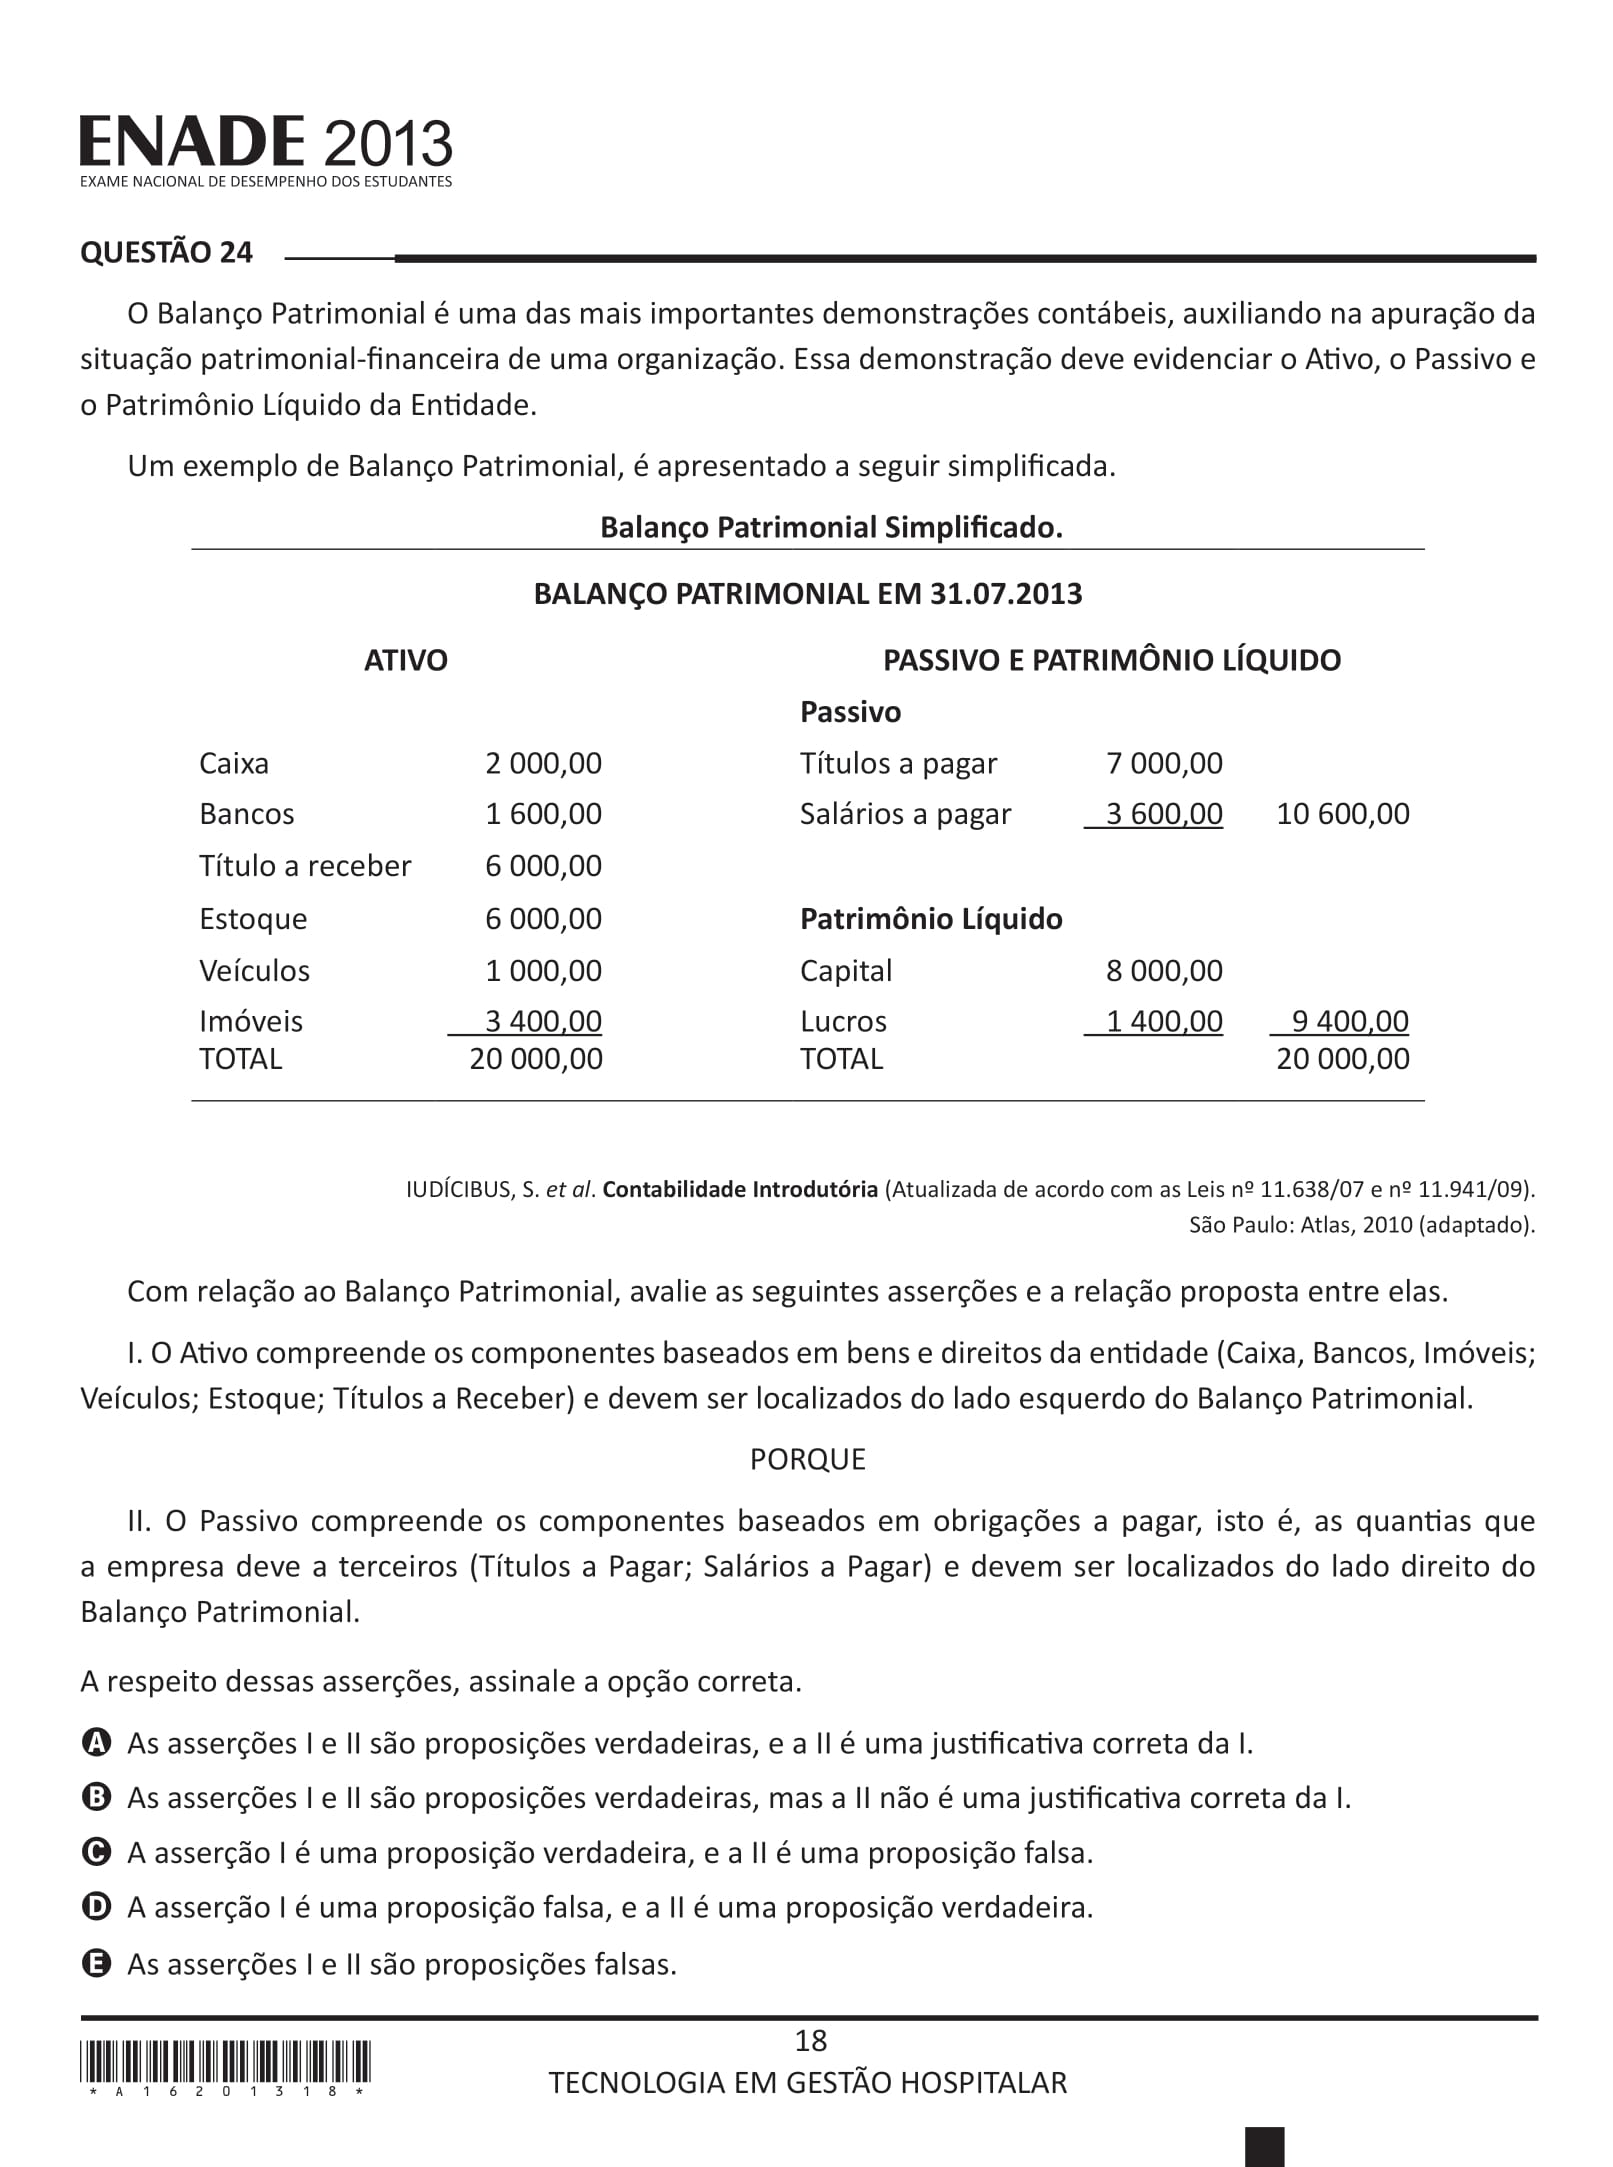 ENADE 2013
EXAME NACIONAL DE DESEMPENHO DOS ESTUDANTES
QUESTÃO 24
O Balanço Patrimonial é uma das mais importantes demonstrações contábeis, auxiliando na apuração da
situação patrimonial-financeira de uma organização. Essa demonstração deve evidenciar o Ativo, o Passivo e
o Patrimônio Líquido da Entidade.
Um exemplo de Balanço Patrimonial, é apresentado a seguir simplificada.
Balanço Patrimonial Simplificado.
BALANÇO PATRIMONIAL EM 31.07.2013
ATIVO PASSIVO E PATRIMÔNIO LÍQUIDO
Passivo
Caixa 2 000,00 Títulos a pagar 7 000,00
Bancos 1 600,00 Salários a pagar 3 600,00 10 600,00
Título a receber 6 000,00
Estoque 6 000,00 Patrimônio Líquido
Veículos 1 000,00 Capital 8 000,00
Imóveis 3 400,00 Lucros 1 400,00 9 400,00
TOTAL 20 000,00 TOTAL 20 000,00
IUDÍCIBUS, S. et al. Contabilidade Introdutória (Atualizada de acordo com as Leis nº 11.638/07 e nº 11.941/09).
São Paulo: Atlas, 2010 (adaptado).
Com relação ao Balanço Patrimonial, avalie as seguintes asserções e a relação proposta entre elas.
I. O Ativo compreende os componentes baseados em bens e direitos da entidade (Caixa, Bancos, Imóveis;
Veículos; Estoque; Títulos a Receber) e devem ser localizados do lado esquerdo do Balanço Patrimonial.
PORQUE
II. O Passivo compreende os componentes baseados em obrigações a pagar, isto é, as quantias que
a empresa deve a terceiros (Títulos a Pagar; Salários a Pagar) e devem ser localizados do lado direito do
Balanço Patrimonial.
A respeito dessas asserções, assinale a opção correta.
A As asserções I e II são proposições verdadeiras, e a II é uma justificativa correta da I.
B As asserções I e II são proposições verdadeiras, mas a II não é uma justificativa correta da I.
C A asserção I é uma proposição verdadeira, e a II é uma proposição falsa.
D A asserção I é uma proposição falsa, e a II é uma proposição verdadeira.
E As asserções I e II são proposições falsas.
18
TECNOLOGIA EM GESTÃO HOSPITALAR
* A 1 6 2 0 1 3 1 8 *